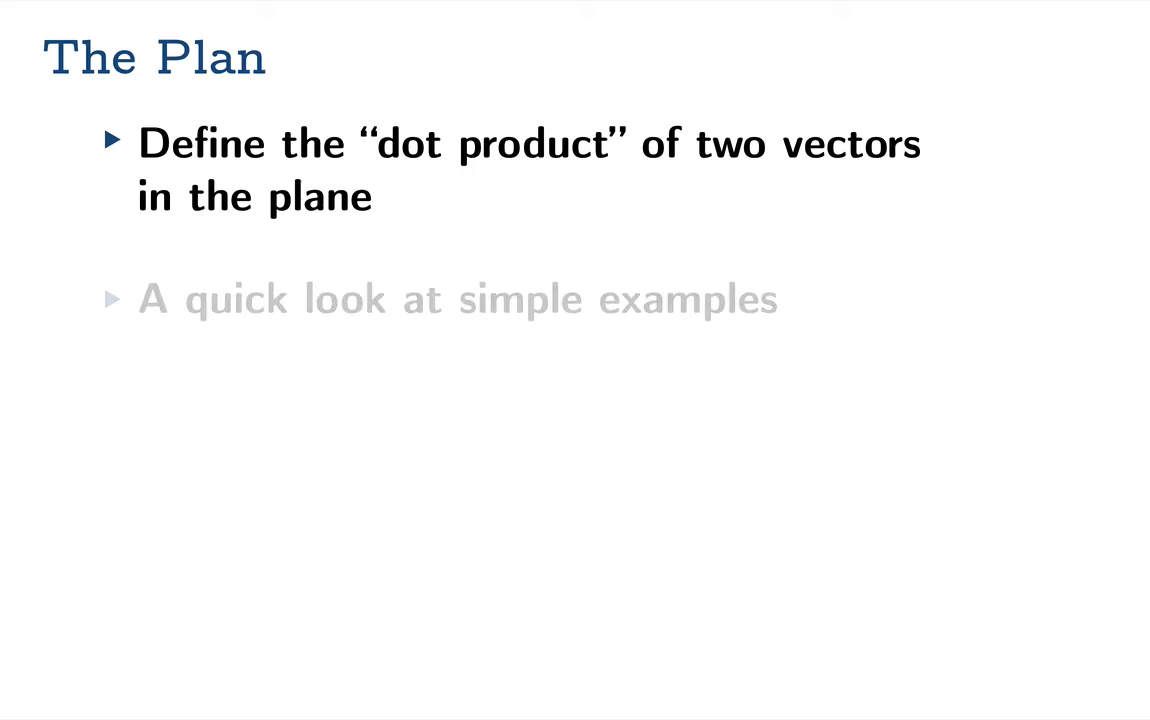 The Plan
▶ Define the “dot product” of two vectors
in the plane
▶ A quick look at simple examples